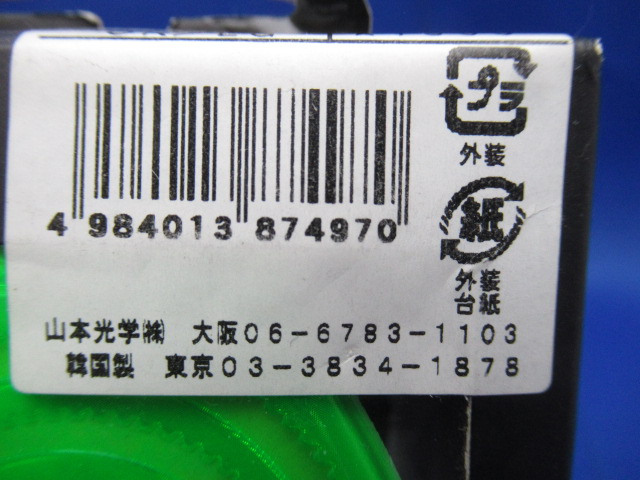 プラ
外装
4 984013 874970
紙
外装
台紙
山本光学㈱ 大阪06-6783-1103
韓国製 東京03-3834-1878